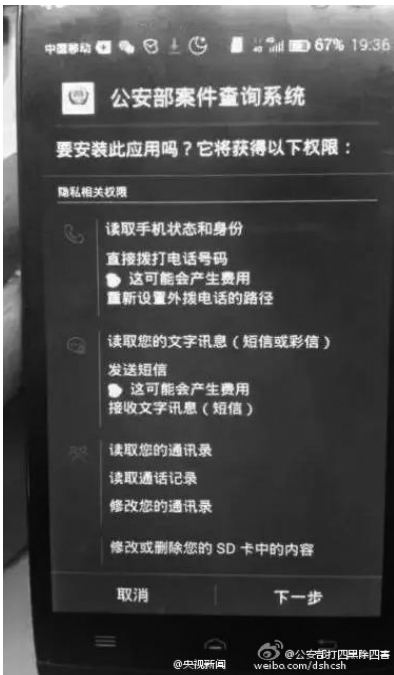 中国移动 67% 19:36
公安部案件查询系统
要安装此应用吗？它将获得以下权限：
隐私相关权限
读取手机状态和身份
直接拨打电话号码
这可能会产生费用
重新设置外拨电话的路径
读取您的文字讯息（短信或彩信）
发送短信
这可能会产生费用
接收文字讯息（短信）
读取您的通讯录
读取通话记录
修改您的通讯录
修改或删除您的 SD 卡中的内容
取消 下一步
@公安部打四黑除四害
@央视新闻 weibo.com/dshcsh